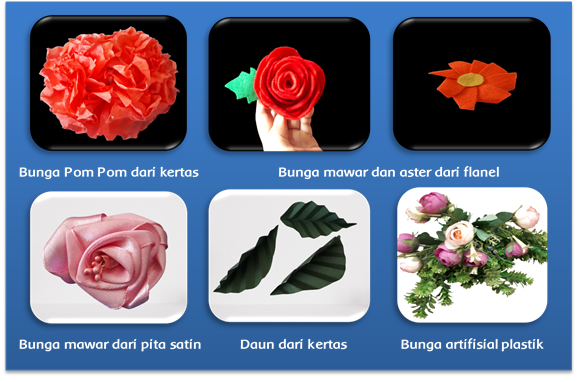 Bunga Pom Pom dari kertas
Bunga mawar dan aster dari flanel
Bunga mawar dari pita satin
Daun dari kertas
Bunga artifisial plastik